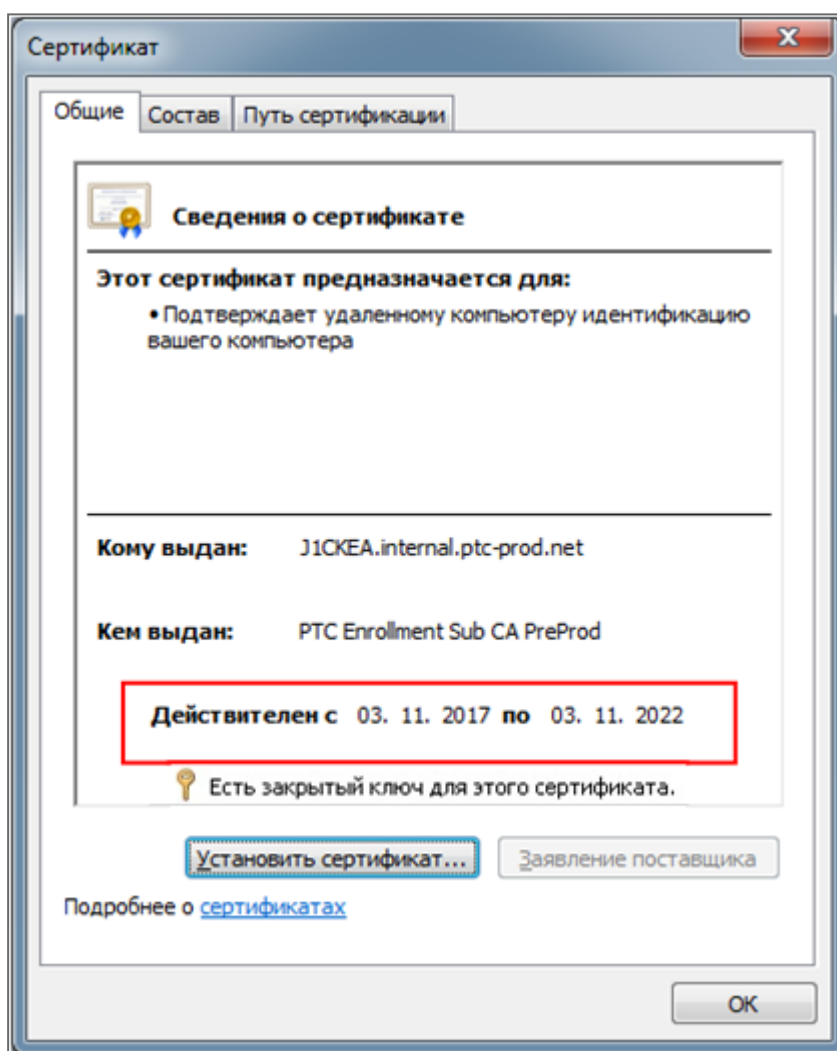 Сертификат
Общие
Состав
Путь сертификации
Сведения о сертификате
Этот сертификат предназначается для:
• Подтверждает удаленному компьютеру идентификацию
вашего компьютера
Кому выдан: J1CKEA.internal.ptc-prod.net
Кем выдан: PTC Enrollment Sub CA PreProd
Действителен с 03. 11. 2017 по 03. 11. 2022
Есть закрытый ключ для этого сертификата.
Установить сертификат...
Заявление поставщика
Подробнее о сертификатах
ОК